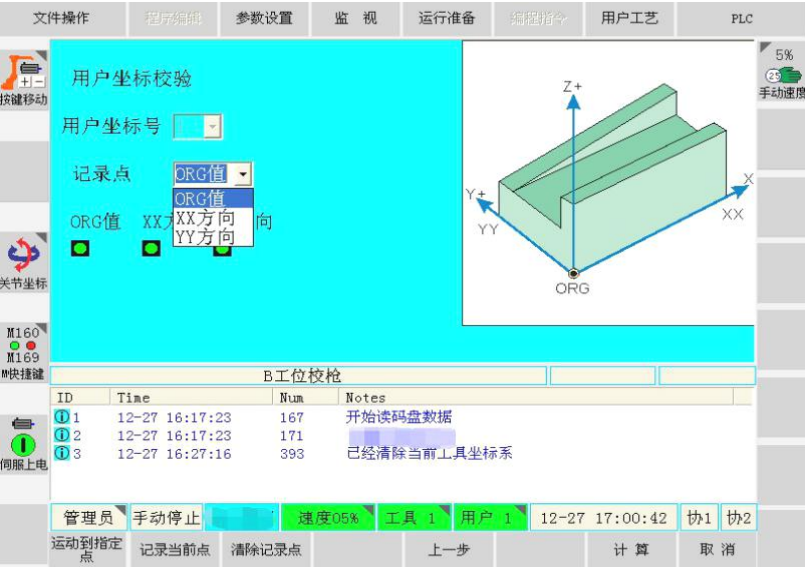 文件操作 程序编辑 参数设置 监 视 运行准备 编程指令 用户工艺 PLC
5%
25
手动速度
+ -
按键移动
用户坐标校验
用户坐标号
记录点 ORG值
ORG值
XX方向
YY方向
ORG值 XX方 向
Z+
Y+
YY
X
XX
ORG
关节坐标
M160
M169
M快捷键
伺服上电
B工位校枪
ID Time Num Notes
1 12-27 16:17:23 167 开始读码盘数据
2 12-27 16:17:23 171
3 12-27 16:27:16 393 已经清除当前工具坐标系
管理员 手动停止 速度05% 工具 1 用户 1 12-27 17:00:42 协1 协2
运动到指定点 记录当前点 清除记录点 上一步 计 算 取 消